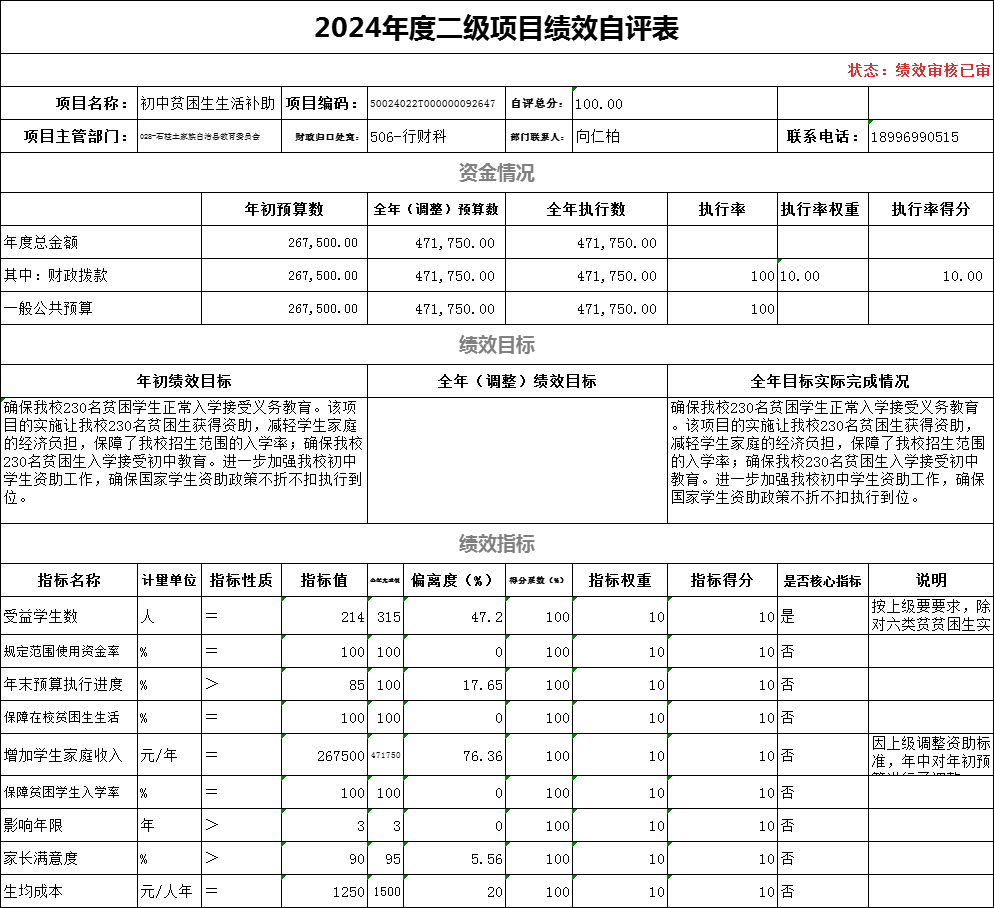 2024年度二级项目绩效自评表
状态：绩效审核已审
项目名称： 初中贫困生生活补助 项目编码： 50024022T000000092647 自评总分： 100.00
项目主管部门： 028-石柱土家族自治县教育委员会 财政归口处室： 506-行财科 部门联系人： 向仁柏 联系电话： 18996990515
资金情况
年初预算数 全年（调整）预算数 全年执行数 执行率 执行率权重 执行率得分
年度总金额 267,500.00 471,750.00 471,750.00
其中：财政拨款 267,500.00 471,750.00 471,750.00 100 10.00 10.00
一般公共预算 267,500.00 471,750.00 471,750.00 100
绩效目标
年初绩效目标 全年（调整）绩效目标 全年目标实际完成情况
确保我校230名贫困学生正常入学接受义务教育。该项
目的实施让我校230名贫困生获得资助，减轻学生家庭
的经济负担，保障了我校招生范围的入学率；确保我校
230名贫困生入学接受初中教育。进一步加强我校初中
学生资助工作，确保国家学生资助政策不折不扣执行到
位。
确保我校230名贫困学生正常入学接受义务教育
。该项目的实施让我校230名贫困生获得资助，
减轻学生家庭的经济负担，保障了我校招生范围
的入学率；确保我校230名贫困生入学接受初中
教育。进一步加强我校初中学生资助工作，确保
国家学生资助政策不折不扣执行到位。
绩效指标
指标名称 计量单位 指标性质 指标值 全年完成值 偏离度（%） 得分系数（%） 指标权重 指标得分 是否核心指标 说明
受益学生数 人 ＝ 214 315 47.2 100 10 10 是 按上级要要求，除
对六类贫贫困生实
规定范围使用资金率 % ＝ 100 100 0 100 10 10 否
年末预算执行进度 % ＞ 85 100 17.65 100 10 10 否
保障在校贫困生生活 % ＝ 100 100 0 100 10 10 否
增加学生家庭收入 元/年 ＝ 267500 471750 76.36 100 10 10 否 因上级调整资助标
准，年中对年初预
保障贫困学生入学率 % ＝ 100 100 0 100 10 10 否
影响年限 年 ＞ 3 3 0 100 10 10 否
家长满意度 % ＞ 90 95 5.56 100 10 10 否
生均成本 元/人年 ＝ 1250 1500 20 100 10 10 否